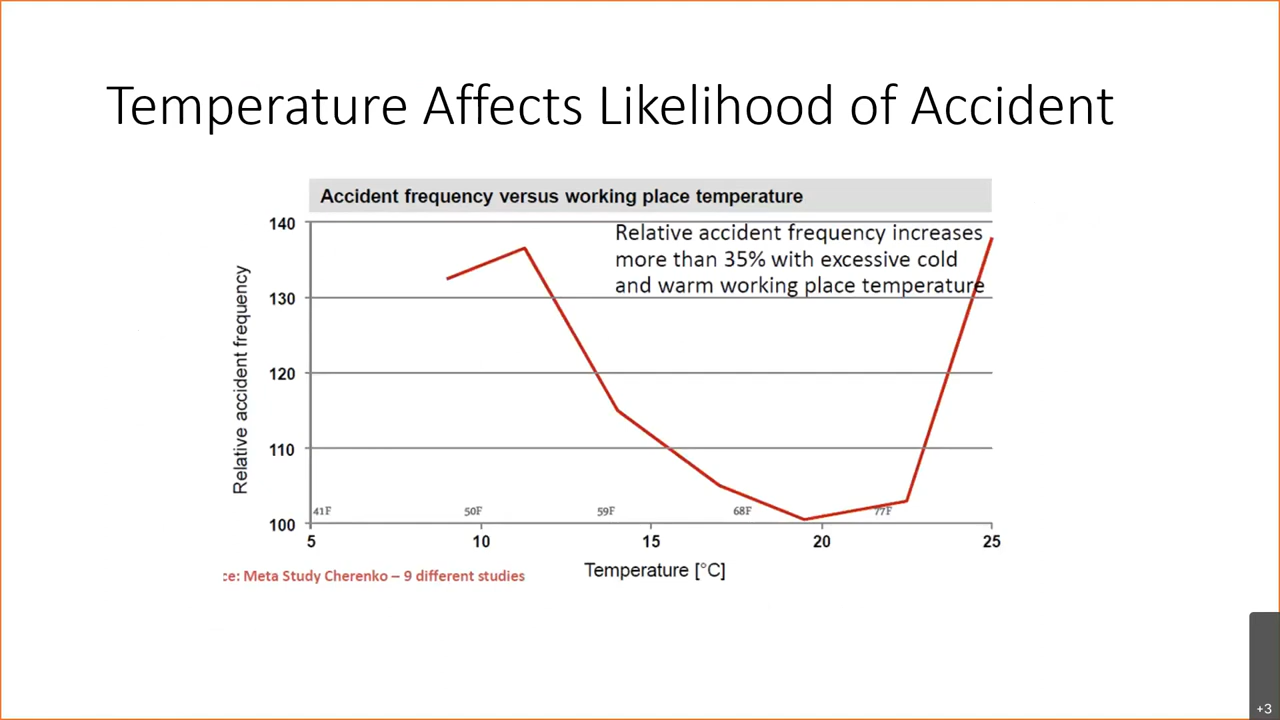 Temperature Affects Likelihood of Accident
Accident frequency versus working place temperature
Relative accident frequency increases
more than 35% with excessive cold
and warm working place temperature
Relative accident frequency
140
130
120
110
100
41F 50F 59F 68F 77F
5 10 15 20 25
Temperature [°C]
ce: Meta Study Cherenko – 9 different studies
+3